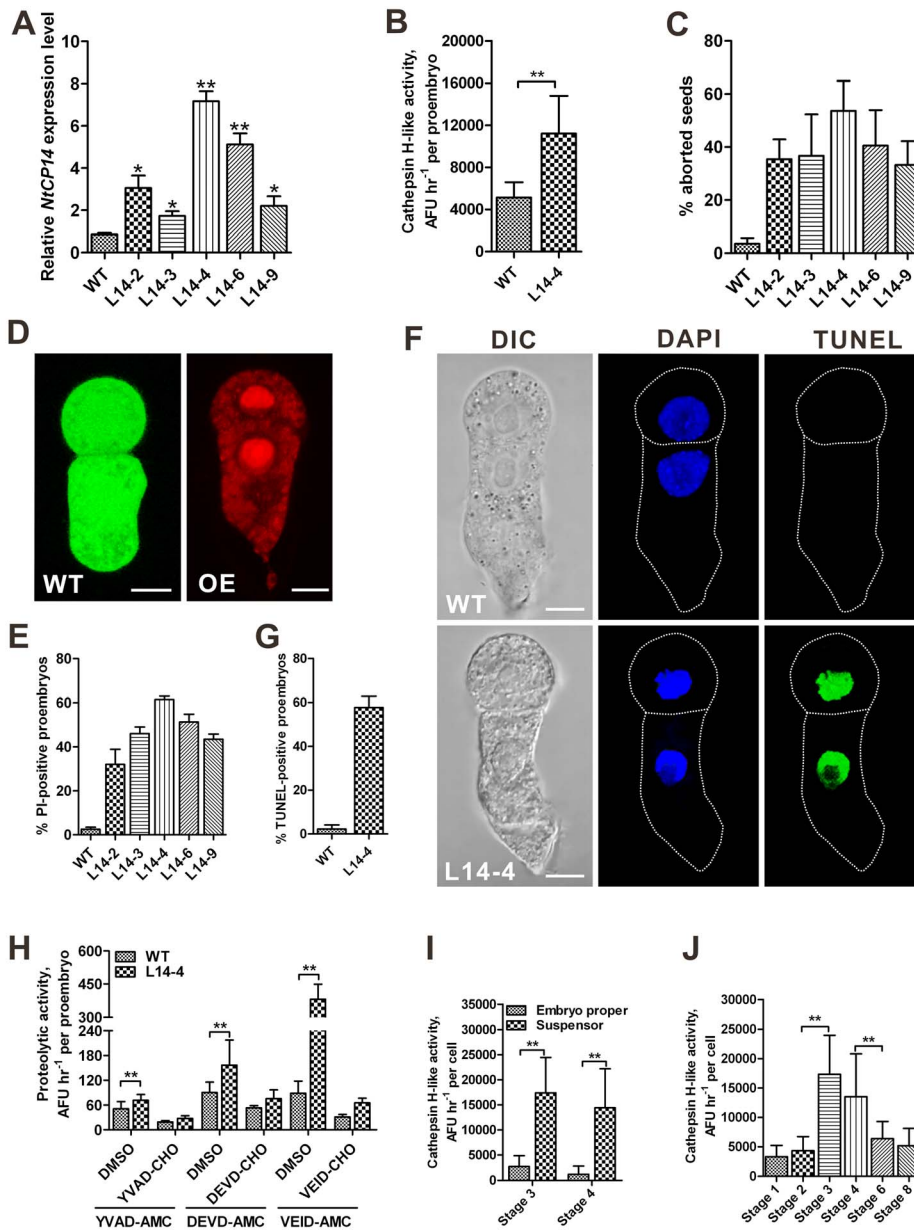 A
Relative NtCP14 expression level
10
8
6
4
2
0
*
*
**
**
*
WT
L14-2
L14-3
L14-4
L14-6
L14-9
B
Cathepsin H-like activity,
AFU hr-1 per proembryo
20000
16000
12000
8000
4000
0
**
WT
L14-4
C
% aborted seeds
80
60
40
20
0
WT
L14-2
L14-3
L14-4
L14-6
L14-9
D
WT
OE
F
DIC
DAPI
TUNEL
WT
L14-4
E
% PI-positive proembryos
80
60
40
20
0
WT
L14-2
L14-3
L14-4
L14-6
L14-9
G
% TUNEL-positive proembryos
80
60
40
20
0
WT
L14-4
H
Proteolytic activity,
AFU hr-1 per proembryo
600
450
300
240
180
120
60
0
WT
L14-4
**
**
**
DMSO
YVAD-CHO
DMSO
DEVD-CHO
DMSO
VEID-CHO
YVAD-AMC
DEVD-AMC
VEID-AMC
I
Cathepsin H-like activity,
AFU hr-1 per cell
35000
30000
25000
20000
15000
10000
5000
0
Embryo proper
Suspensor
**
**
Stage 3
Stage 4
J
Cathepsin H-like activity,
AFU hr-1 per cell
30000
25000
20000
15000
10000
5000
0
**
**
Stage 1
Stage 2
Stage 3
Stage 4
Stage 6
Stage 8